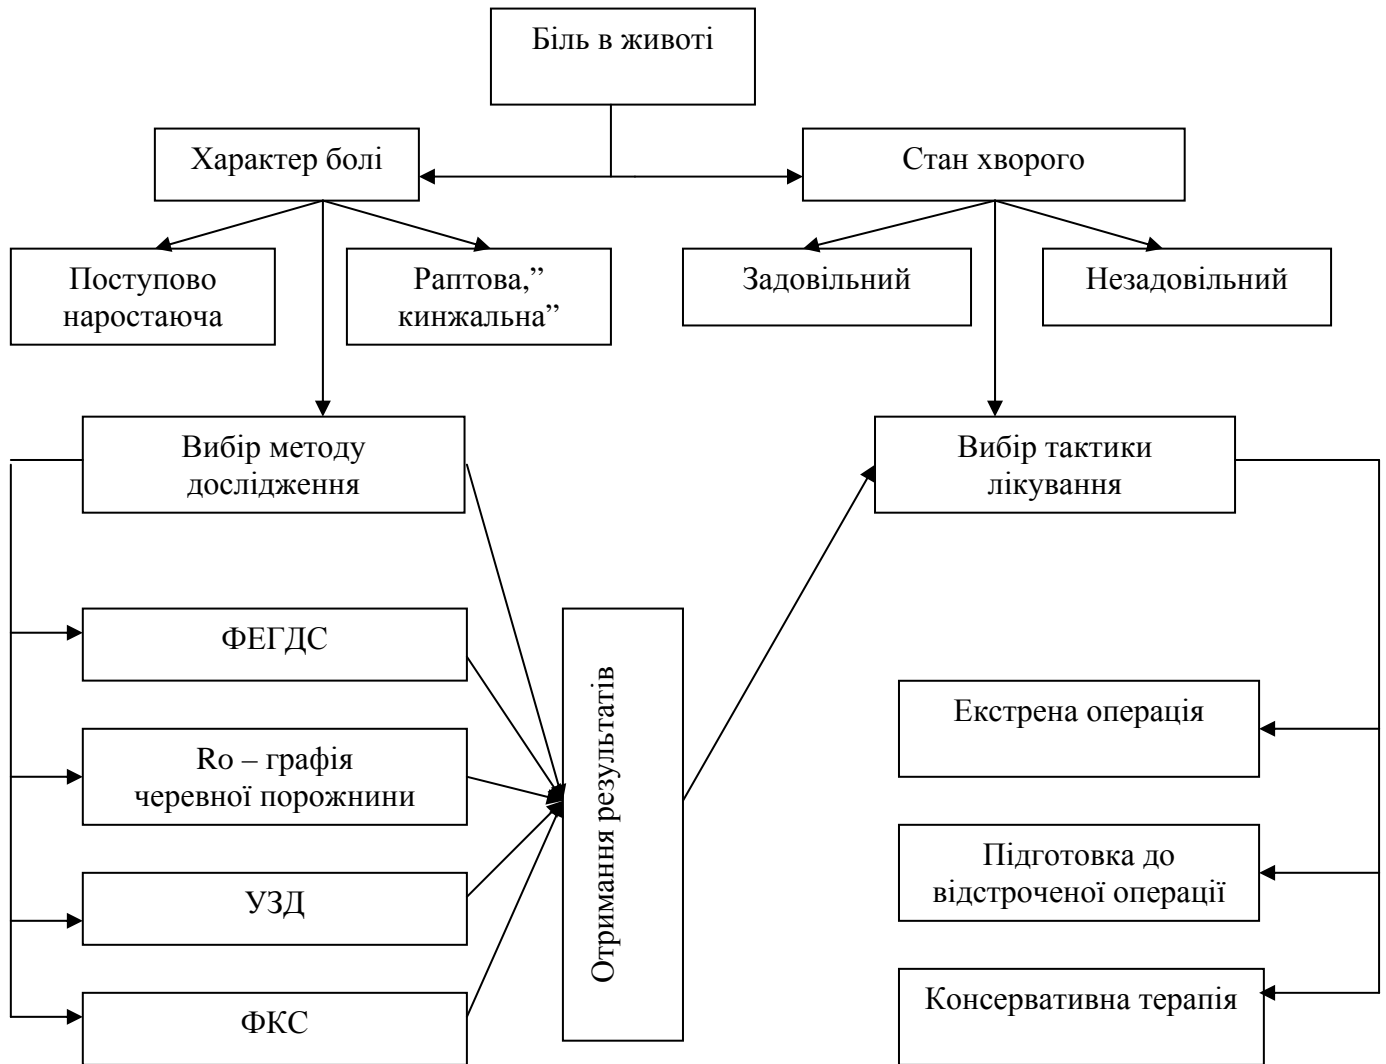 Біль в животі
Характер болі
Стан хворого
Поступово
наростаюча
Раптова,”
кинжальна”
Задовільний
Незадовільний
Вибір методу
дослідження
Вибір тактики
лікування
ФЕГДС
Ro – графія
черевної порожнини
УЗД
ФКС
Отримання результатів
Екстрена операція
Підготовка до
відстроченої операції
Консервативна терапія